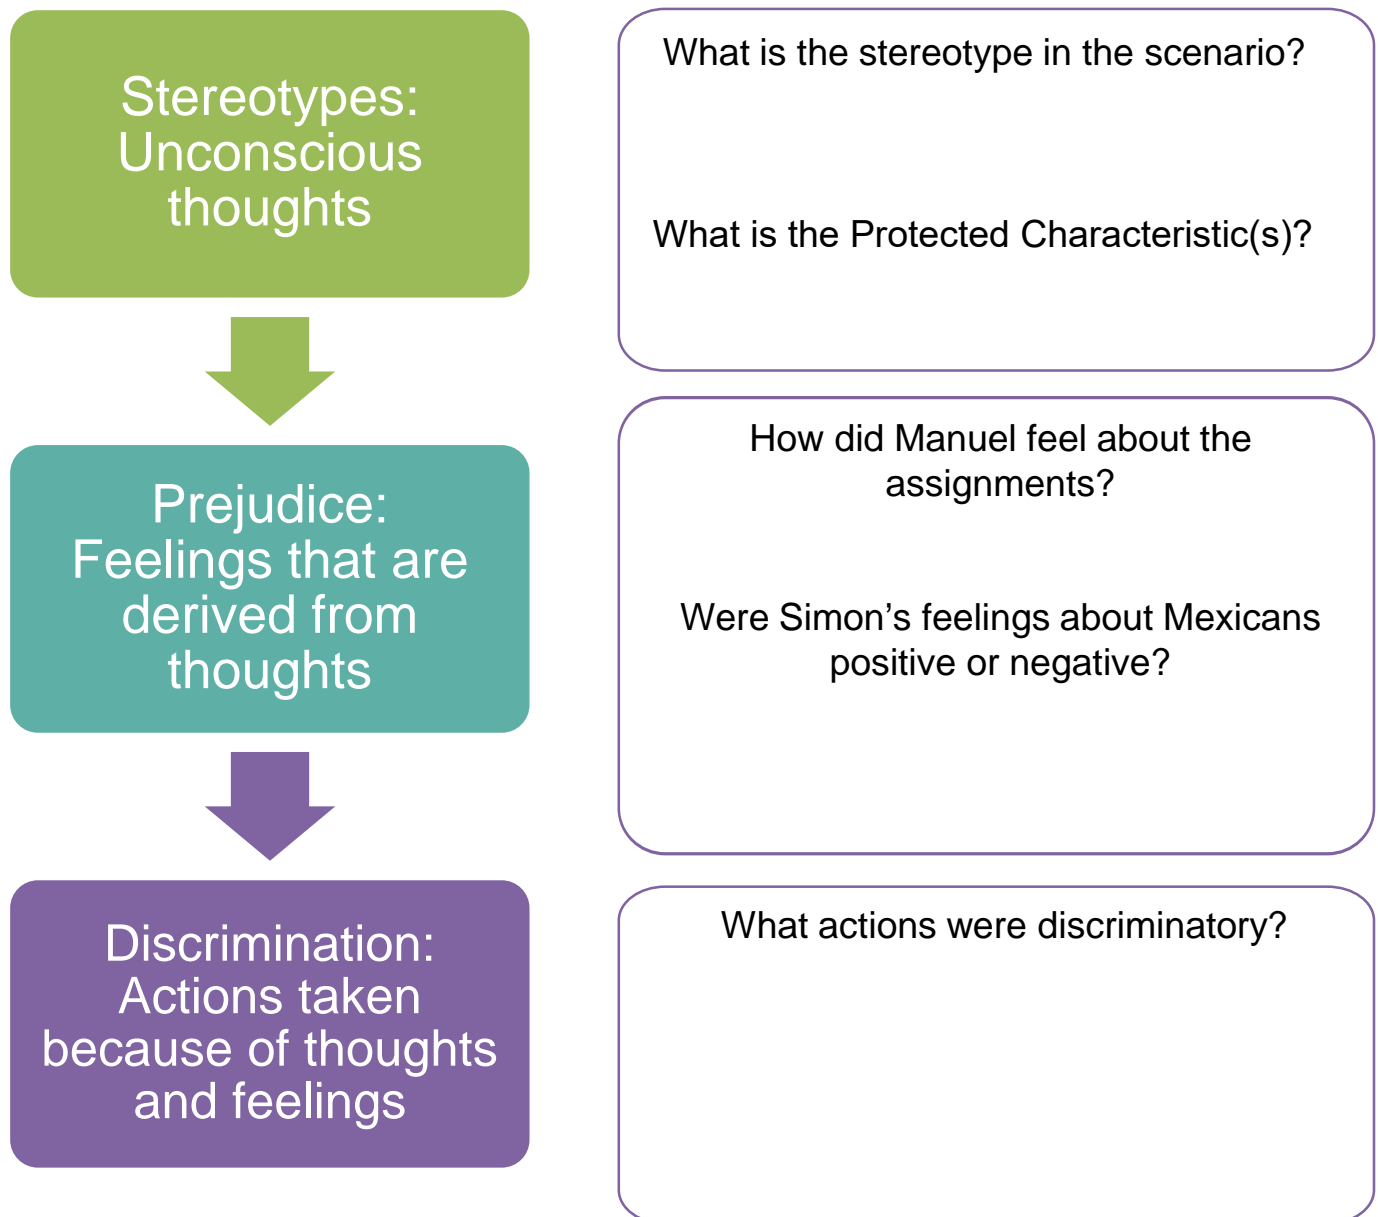 Stereotypes:
Unconscious
thoughts
What is the stereotype in the scenario?
What is the Protected Characteristic(s)?
Prejudice:
Feelings that are
derived from
thoughts
How did Manuel feel about the
assignments?
Were Simon’s feelings about Mexicans
positive or negative?
Discrimination:
Actions taken
because of thoughts
and feelings
What actions were discriminatory?